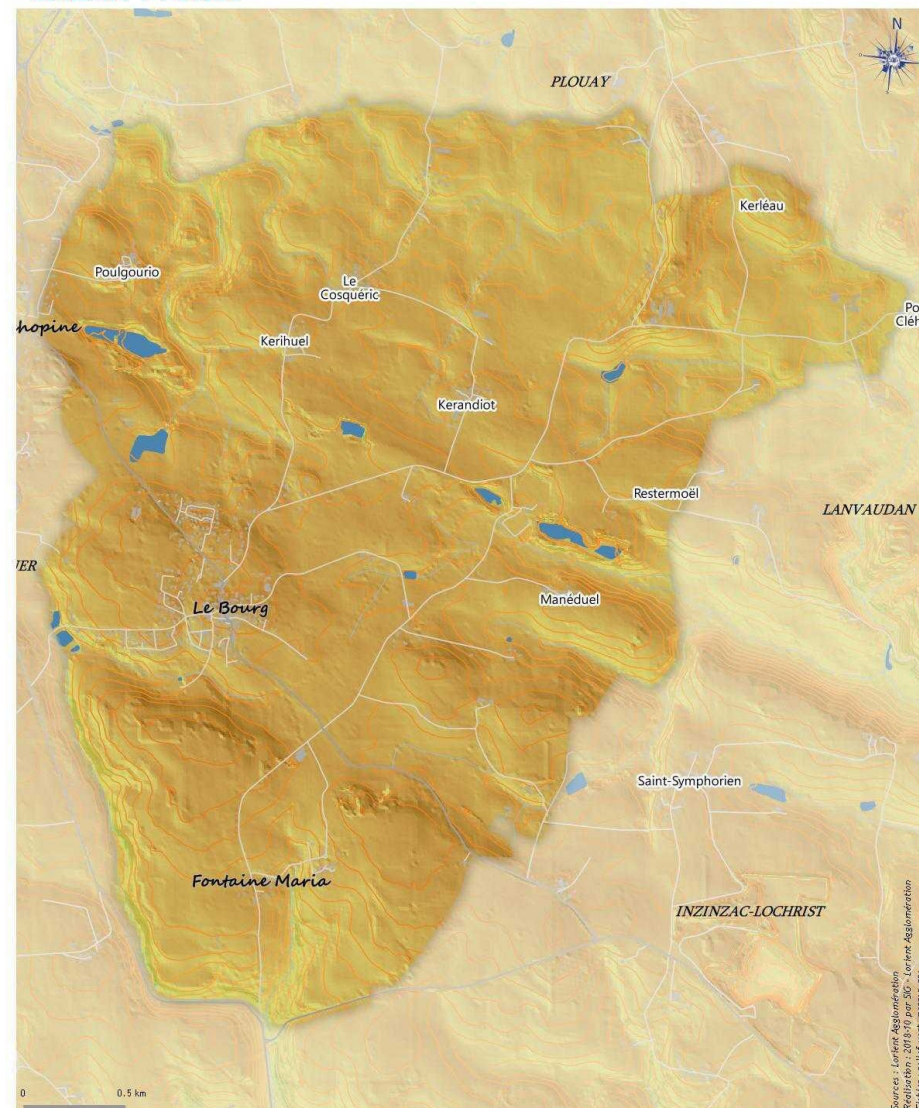 N
PLOUAY
Kerléau
Poulgourio
Le
Cosquéric
Po
Cléh
hopine
Kerihuel
Kerandiot
Restermoël
LANVAUDAN
UER
Manéduel
Le Bourg
Saint-Symphorien
Fontaine Maria
INZINZAC-LOCHRIST
Sources : Lorient Agglomération
Réalisation : 2018-10 par SIG - Lorient Agglomération
0 0.5 km